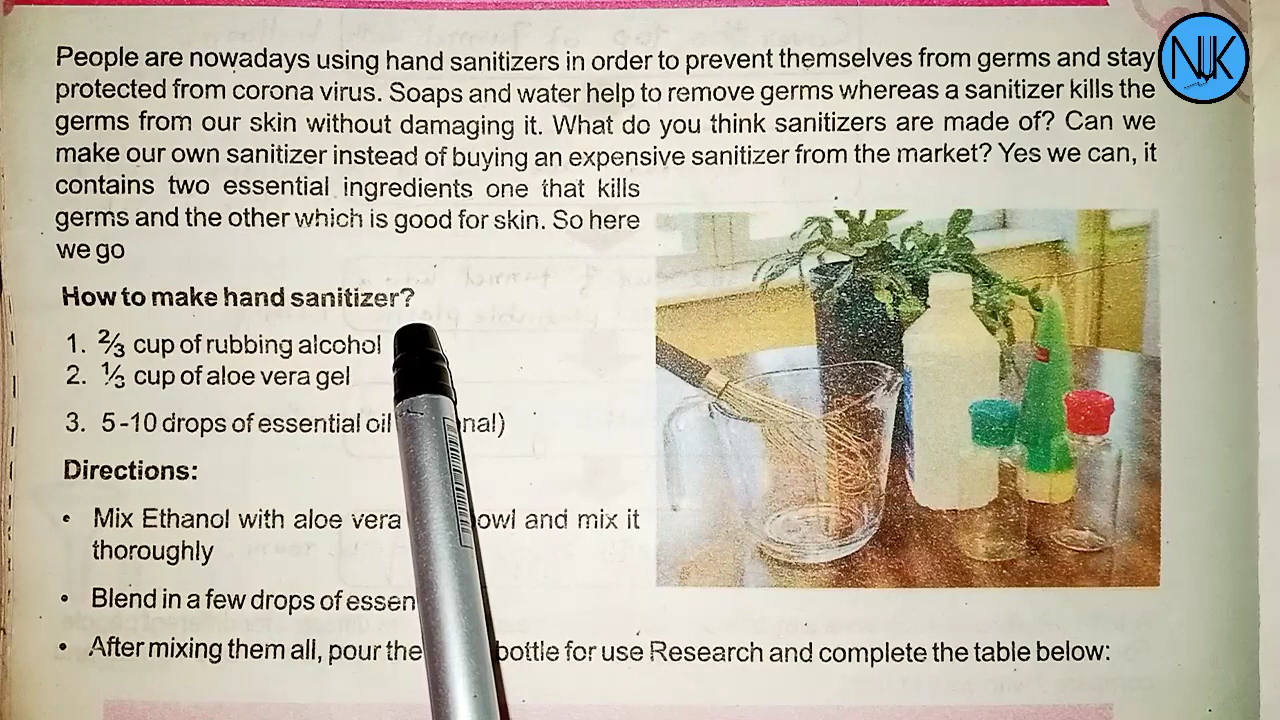 People are nowadays using hand sanitizers in order to prevent themselves from germs and stay
protected from corona virus. Soaps and water help to remove germs whereas a sanitizer kills the
germs from our skin without damaging it. What do you think sanitizers are made of? Can we
make our own sanitizer instead of buying an expensive sanitizer from the market? Yes we can, it
contains two essential ingredients one that kills
germs and the other which is good for skin. So here
we go
How to make hand sanitizer?
1. ⅔ cup of rubbing alcohol
2. ⅓ cup of aloe vera gel
3. 5-10 drops of essential oil
Directions:
• Mix Ethanol with aloe vera and mix it
thoroughly
• Blend in a few drops of
• After mixing them all, pour the bottle for use Research and complete the table below:
NJK